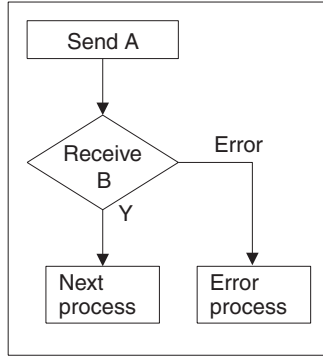 Send A
Receive
B
Error
Y
Next
process
Error
process